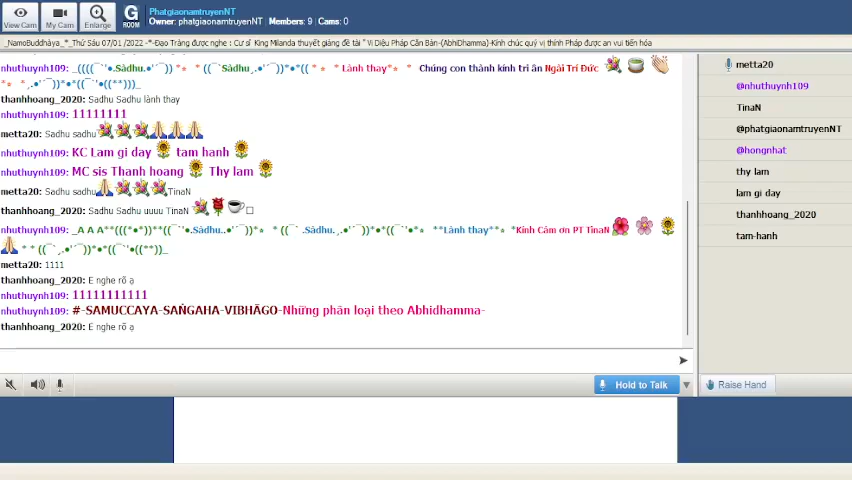 PhatgiaonamtruyenNT
Owner: phatgiaonamtruyenNT Members: 9 Cams: 0
View Cam My Cam Enlarge G ROOM
_NamoBuddhàya_*_Thứ Sáu 07/01 /2022 -*-Đạo Tràng được nghe : Cư sĩ King Milanda thuyết giảng đề tài " Vi Diệu Pháp Căn Bản-(AbhiDhamma)-Kính chúc quý vị thính Pháp được an vui tiến hóa
nhuthuynh109: _((((¯`'•.Sàdhu.•'´¯)) *⭒ * ((¯`Sàdhu¸.•'´¯))*•*(( * ⭒ * Lành thay*⭒ * Chúng con thành kính tri ân Ngài Trí Đức
*⭒ *¸.•'´¯))*•*((¯`'•*((**)))_
thanhhoang_2020: Sadhu Sadhu lành thay
nhuthuynh109: 11111111
metta20: Sadhu sadhu
nhuthuynh109: KC Lam gi day tam hanh
nhuthuynh109: MC sis Thanh hoang Thy lam
metta20: Sadhu sadhu TinaN
thanhhoang_2020: Sadhu Sadhu uuuu TinaN
nhuthuynh109: _A A A**(((*•*))**((¯`'•.Sàdhu..•'´¯))*⭒ * ((¯` .Sàdhu.¸.•'´¯))*•*((¯`'•*⭒ **Lành thay**⭒ *Kính Cám ơn PT TinaN
* * ((¯`'•.¸.•'´¯))*•*((¯`'•*((**))_
metta20: 1111
thanhhoang_2020: E nghe rõ ạ
nhuthuynh109: 11111111111
nhuthuynh109: #-SAMUCCAYA-SAṄGAHA-VIBHĀGO-Những phân loại theo Abhidhamma-
thanhhoang_2020: E nghe rõ ạ
Hold to Talk
metta20
@nhuthuynh109
TinaN
@phatgiaonamtruyenNT
@hongnhat
thy lam
lam gi day
thanhhoang_2020
tam-hanh
Raise Hand